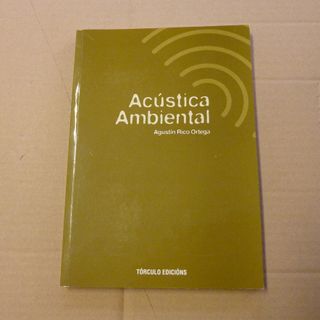 Acústica
Ambiental
Agustín Rico Ortega
TÓRCULO EDICIÓNS